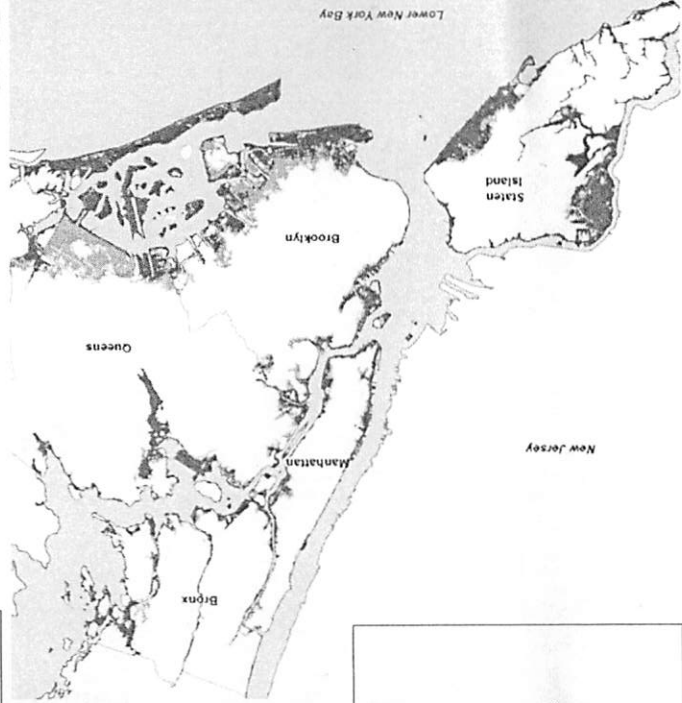 Bronx
Manhattan
New Jersey
Queens
Brooklyn
Staten
Island
Lower New York Bay